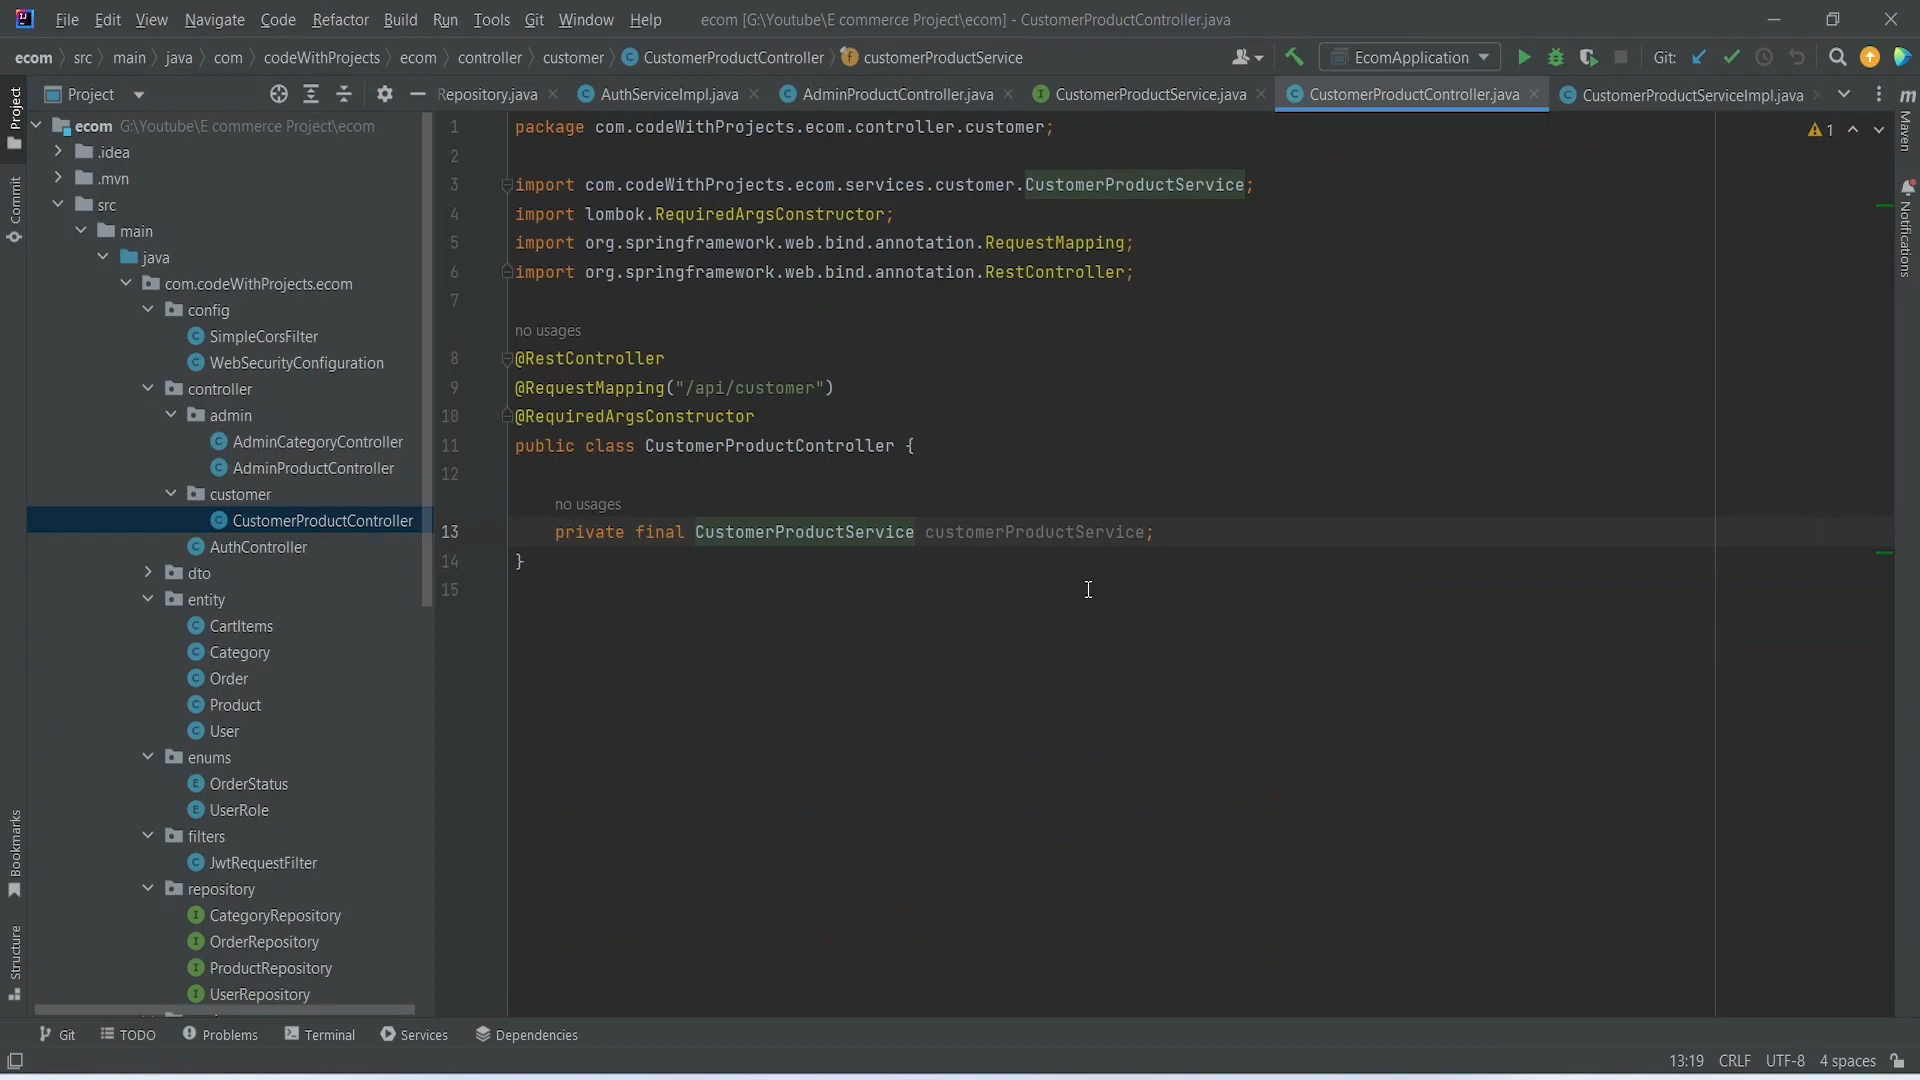 File Edit View Navigate Code Refactor Build Run Tools Git Window Help ecom [G:\Youtube\E commerce Project\ecom] - CustomerProductController.java
ecom src main java com codeWithProjects ecom controller customer CustomerProductController customerProductService EcomApplication Git:
Project Repository.java AuthServiceImpl.java AdminProductController.java CustomerProductService.java CustomerProductController.java CustomerProductServiceImpl.java
Project
Commit
Bookmarks
Structure
ecom G:\Youtube\E commerce Project\ecom
.idea
.mvn
src
main
java
com.codeWithProjects.ecom
config
SimpleCorsFilter
WebSecurityConfiguration
controller
admin
AdminCategoryController
AdminProductController
customer
CustomerProductController
AuthController
dto
entity
CartItems
Category
Order
Product
User
enums
OrderStatus
UserRole
filters
JwtRequestFilter
repository
CategoryRepository
OrderRepository
ProductRepository
UserRepository
1 package com.codeWithProjects.ecom.controller.customer;
2
3 import com.codeWithProjects.ecom.services.customer.CustomerProductService;
4 import lombok.RequiredArgsConstructor;
5 import org.springframework.web.bind.annotation.RequestMapping;
6 import org.springframework.web.bind.annotation.RestController;
7
no usages
8 @RestController
9 @RequestMapping("/api/customer")
10 @RequiredArgsConstructor
11 public class CustomerProductController {
12
no usages
13 private final CustomerProductService customerProductService;
14 }
15
1
m
Maven
Notifications
Git TODO Problems Terminal Services Dependencies
13:19 CRLF UTF-8 4 spaces